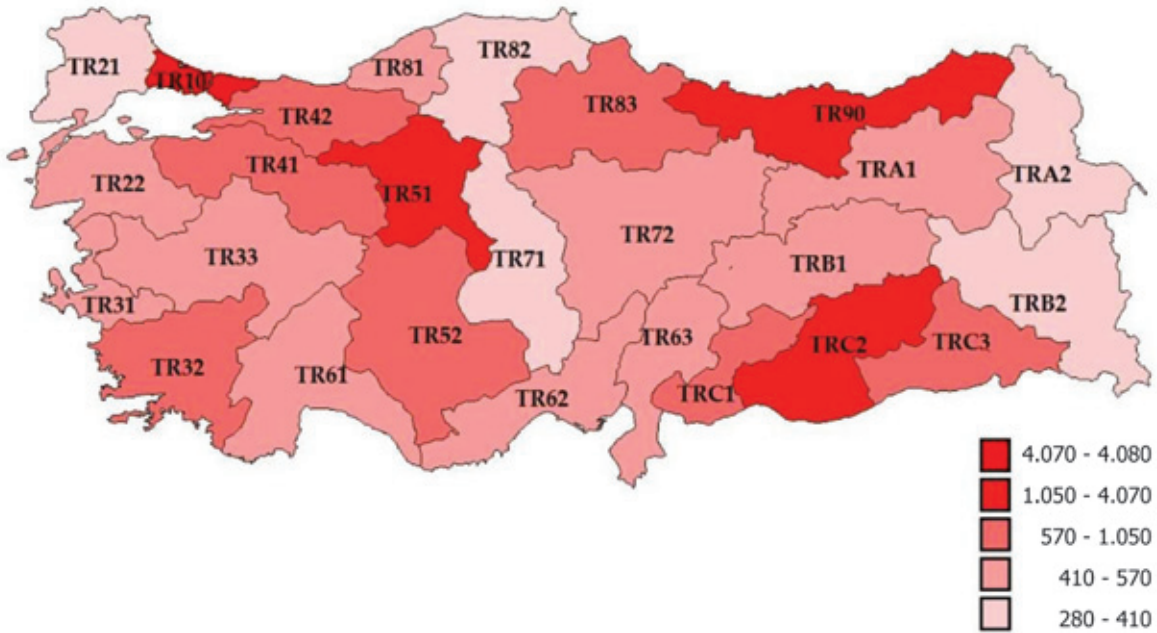 TR82
TR21
TR81
TR10
TR83
TR90
TR42
TR41
TRA1
TRA2
TR22
TR51
TR72
TR33
TR71
TRB1
TR31
TRB2
TR52
TR63
TRC2
TRC3
TR32
TR61
TRC1
TR62
4.070 - 4.080
1.050 - 4.070
570 - 1.050
410 - 570
280 - 410